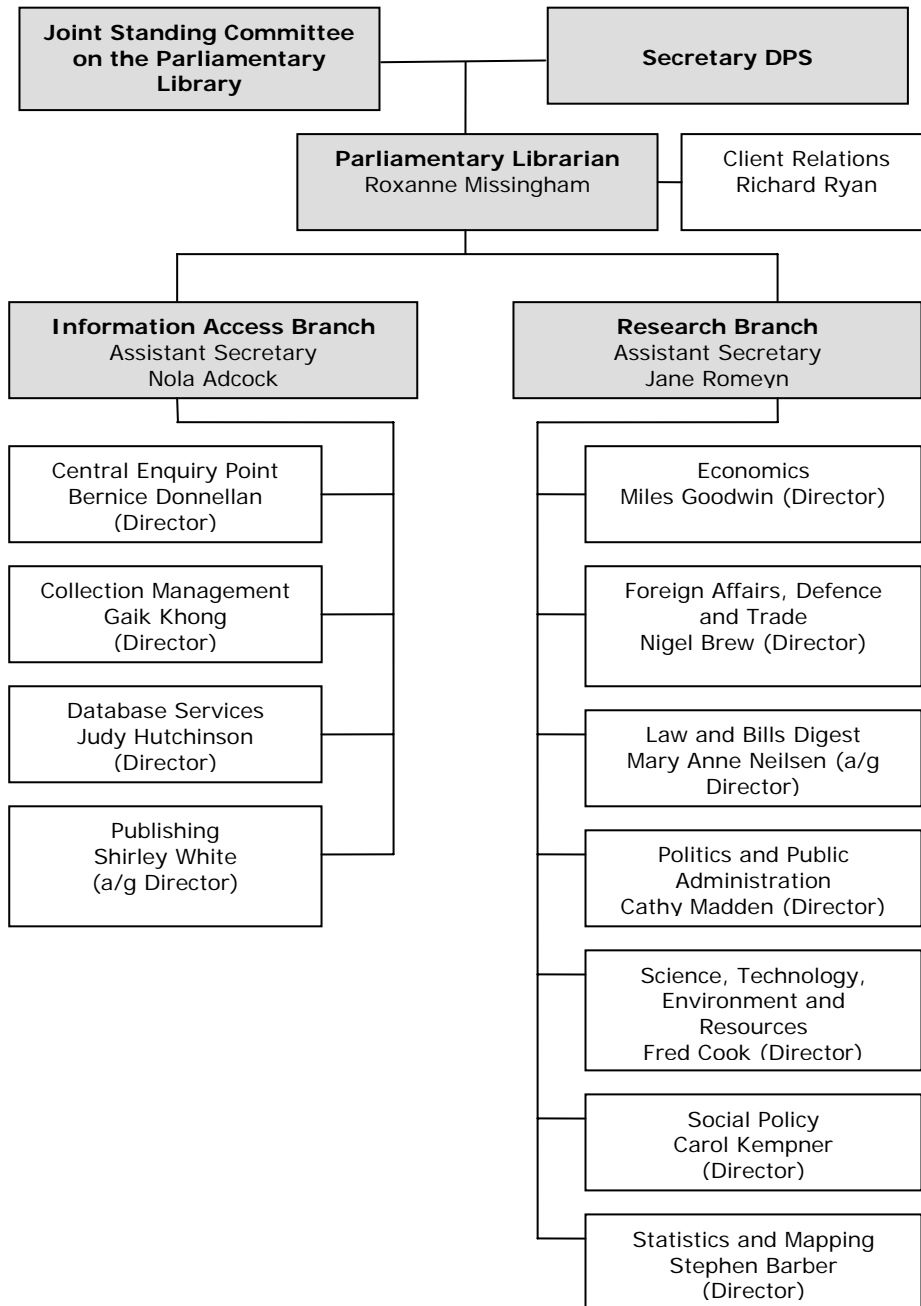 Joint Standing Committee
on the Parliamentary
Library
Secretary DPS
Parliamentary Librarian
Roxanne Missingham
Client Relations
Richard Ryan
Information Access Branch
Assistant Secretary
Nola Adcock
Research Branch
Assistant Secretary
Jane Romeyn
Central Enquiry Point
Bernice Donnellan
(Director)
Collection Management
Gaik Khong
(Director)
Database Services
Judy Hutchinson
(Director)
Publishing
Shirley White
(a/g Director)
Economics
Miles Goodwin (Director)
Foreign Affairs, Defence
and Trade
Nigel Brew (Director)
Law and Bills Digest
Mary Anne Neilsen (a/g
Director)
Politics and Public
Administration
Cathy Madden (Director)
Science, Technology,
Environment and
Resources
Fred Cook (Director)
Social Policy
Carol Kempner
(Director)
Statistics and Mapping
Stephen Barber
(Director)